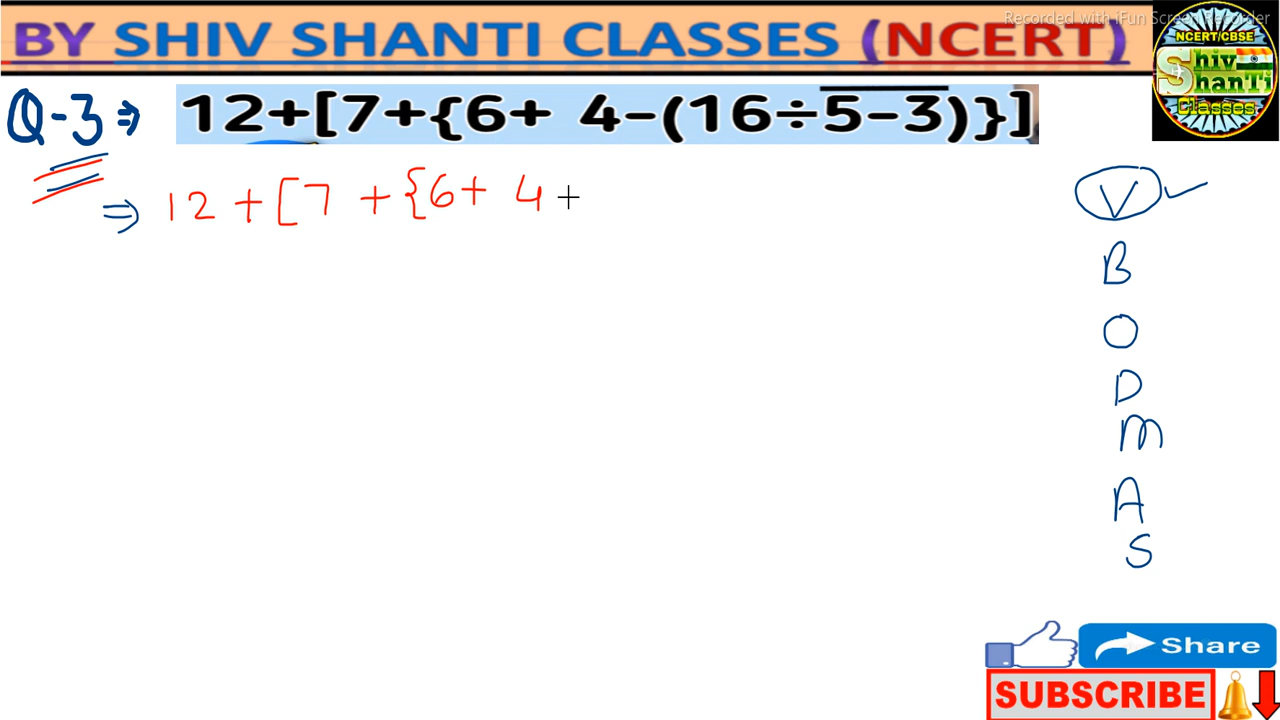 Recorded with iFun Screen Recorder
BY SHIV SHANTI CLASSES (NCERT)
NCERT/CBSE
Shiv
ShanTi
Classes
Q-3 ⇒ 12+[7+{6+ 4-(16÷5̅-̅3̅)}]
⇒ 12 + [7 + {6+ 4
V ✓
B
O
D
M
A
S
Share
SUBSCRIBE